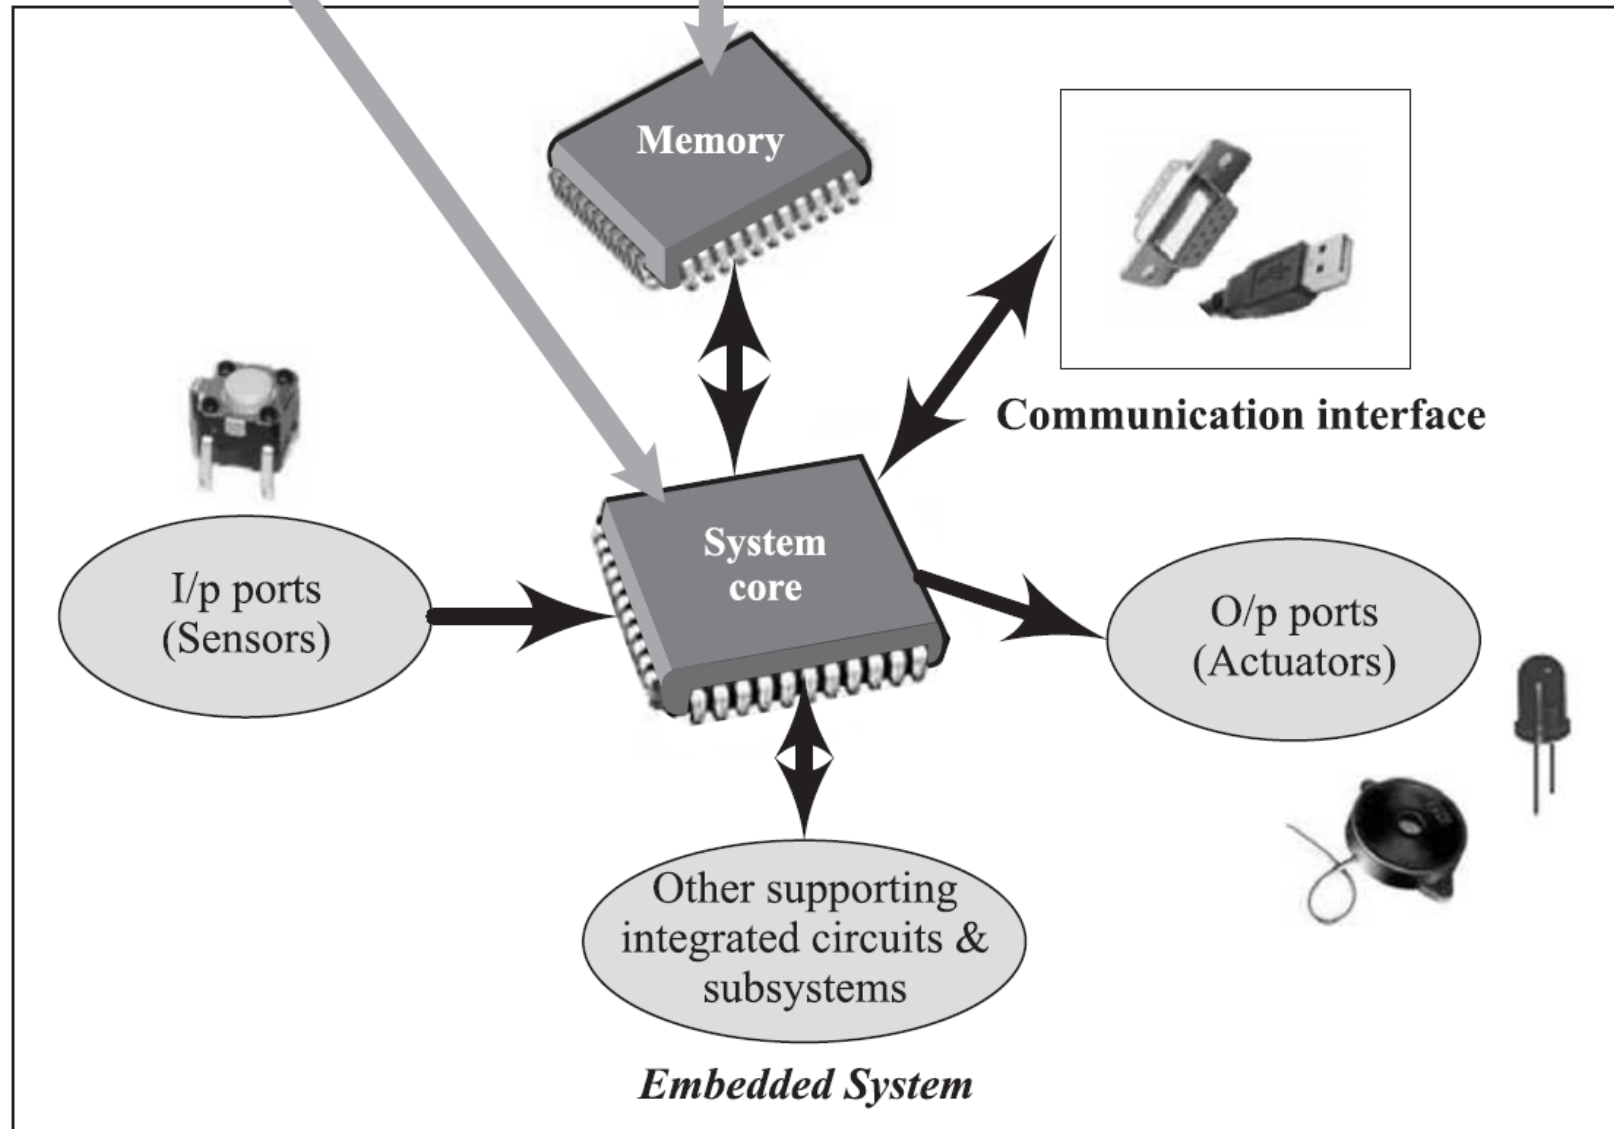 Memory
Communication interface
System
core
I/p ports
(Sensors)
O/p ports
(Actuators)
Other supporting
integrated circuits &
subsystems
Embedded System